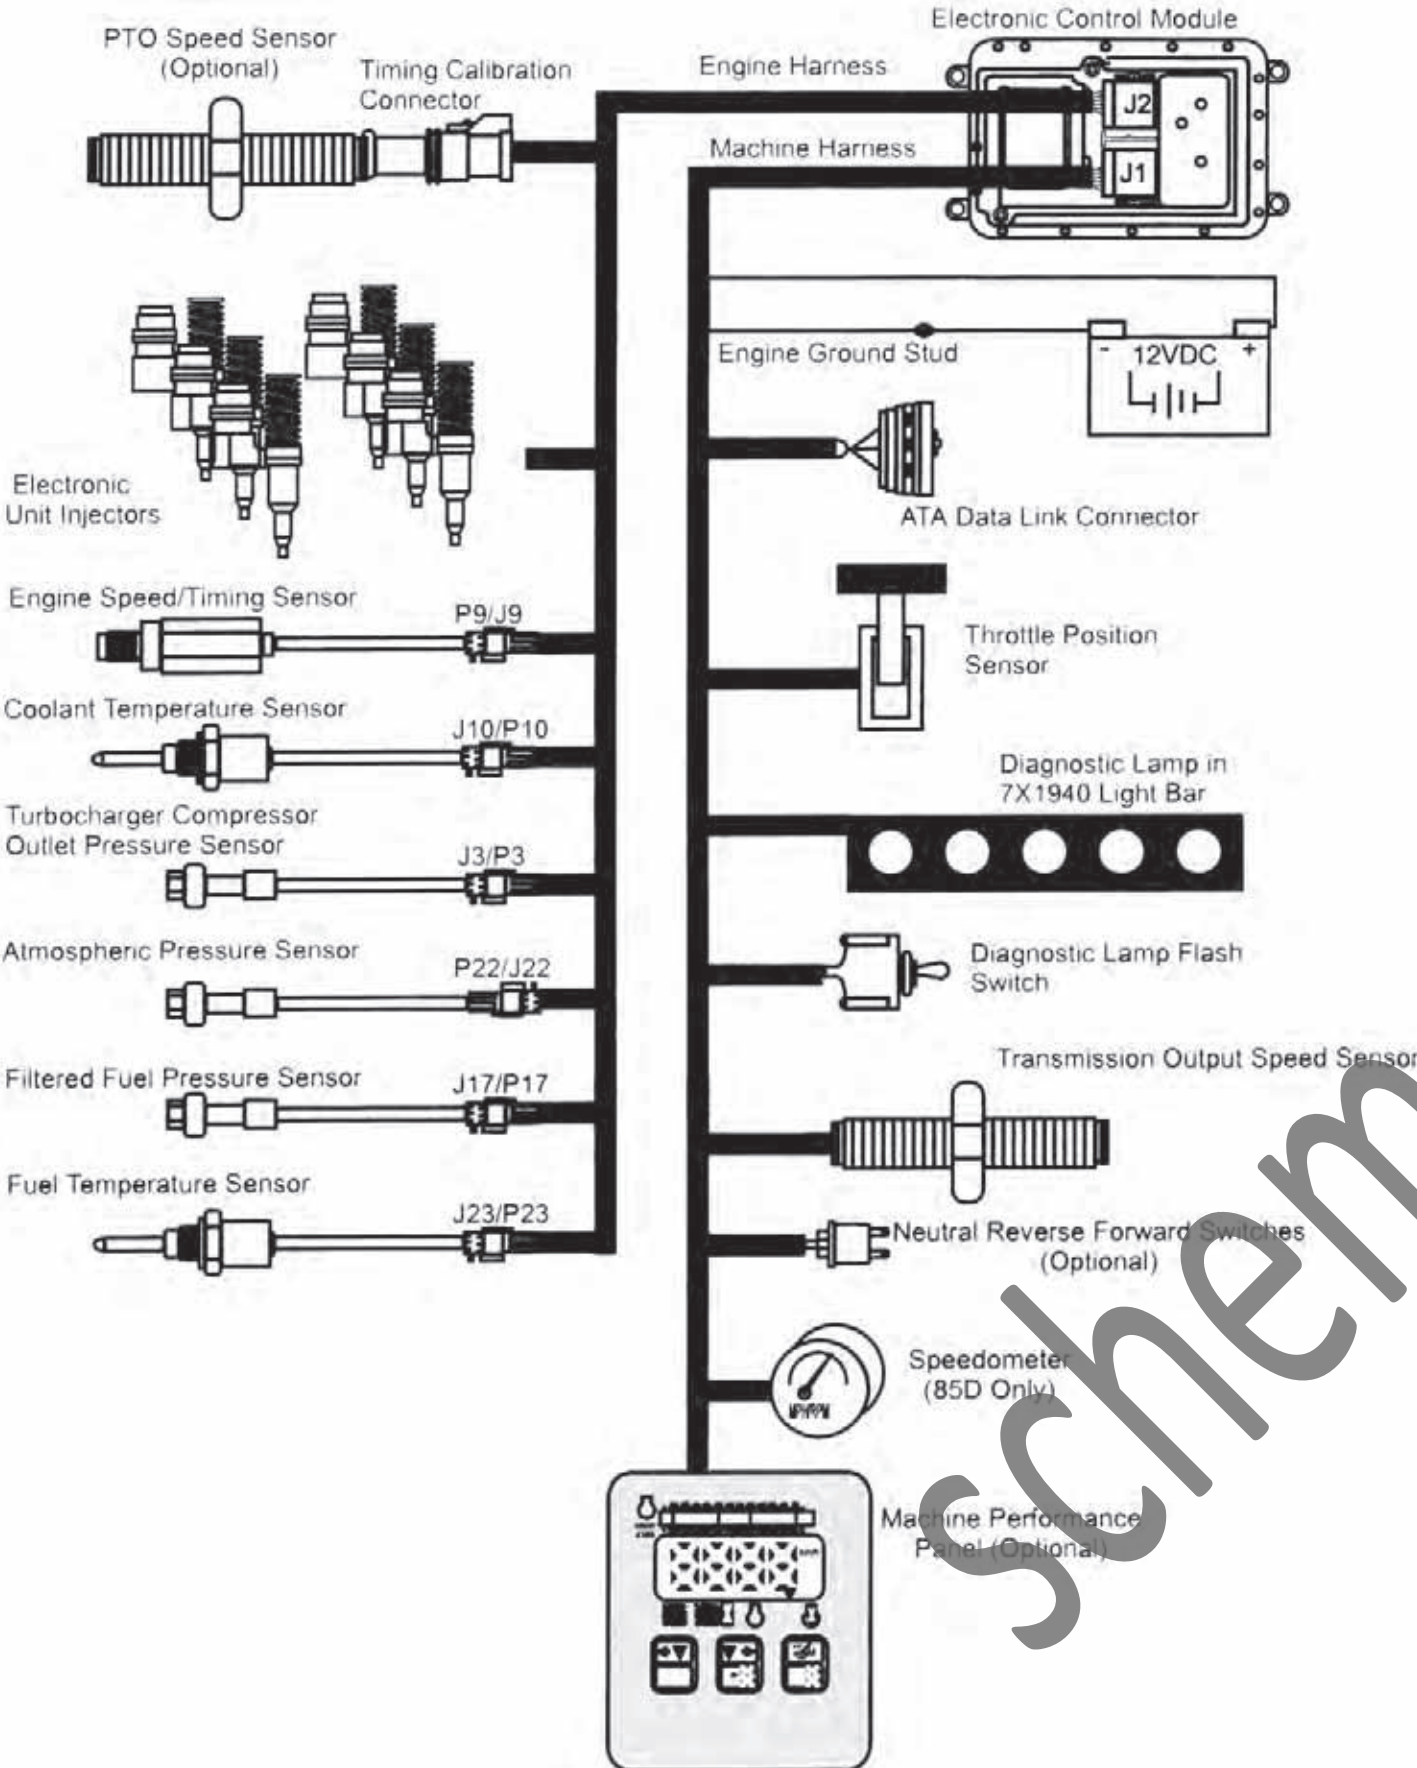 Electronic Control Module
PTO Speed Sensor
(Optional)
Timing Calibration
Connector
Engine Harness
J2
Machine Harness
J1
Engine Ground Stud
- 12VDC +
Electronic
Unit Injectors
ATA Data Link Connector
Engine Speed/Timing Sensor
P9/J9
Throttle Position
Sensor
Coolant Temperature Sensor
J10/P10
Diagnostic Lamp in
7X1940 Light Bar
Turbocharger Compressor
Outlet Pressure Sensor
J3/P3
Atmospheric Pressure Sensor
P22/J22
Diagnostic Lamp Flash
Switch
Filtered Fuel Pressure Sensor
J17/P17
Transmission Output Speed Sensor
Fuel Temperature Sensor
J23/P23
Neutral Reverse Forward Switches
(Optional)
Speedometer
(85D Only)
Machine Performance
Panel (Optional)
schem